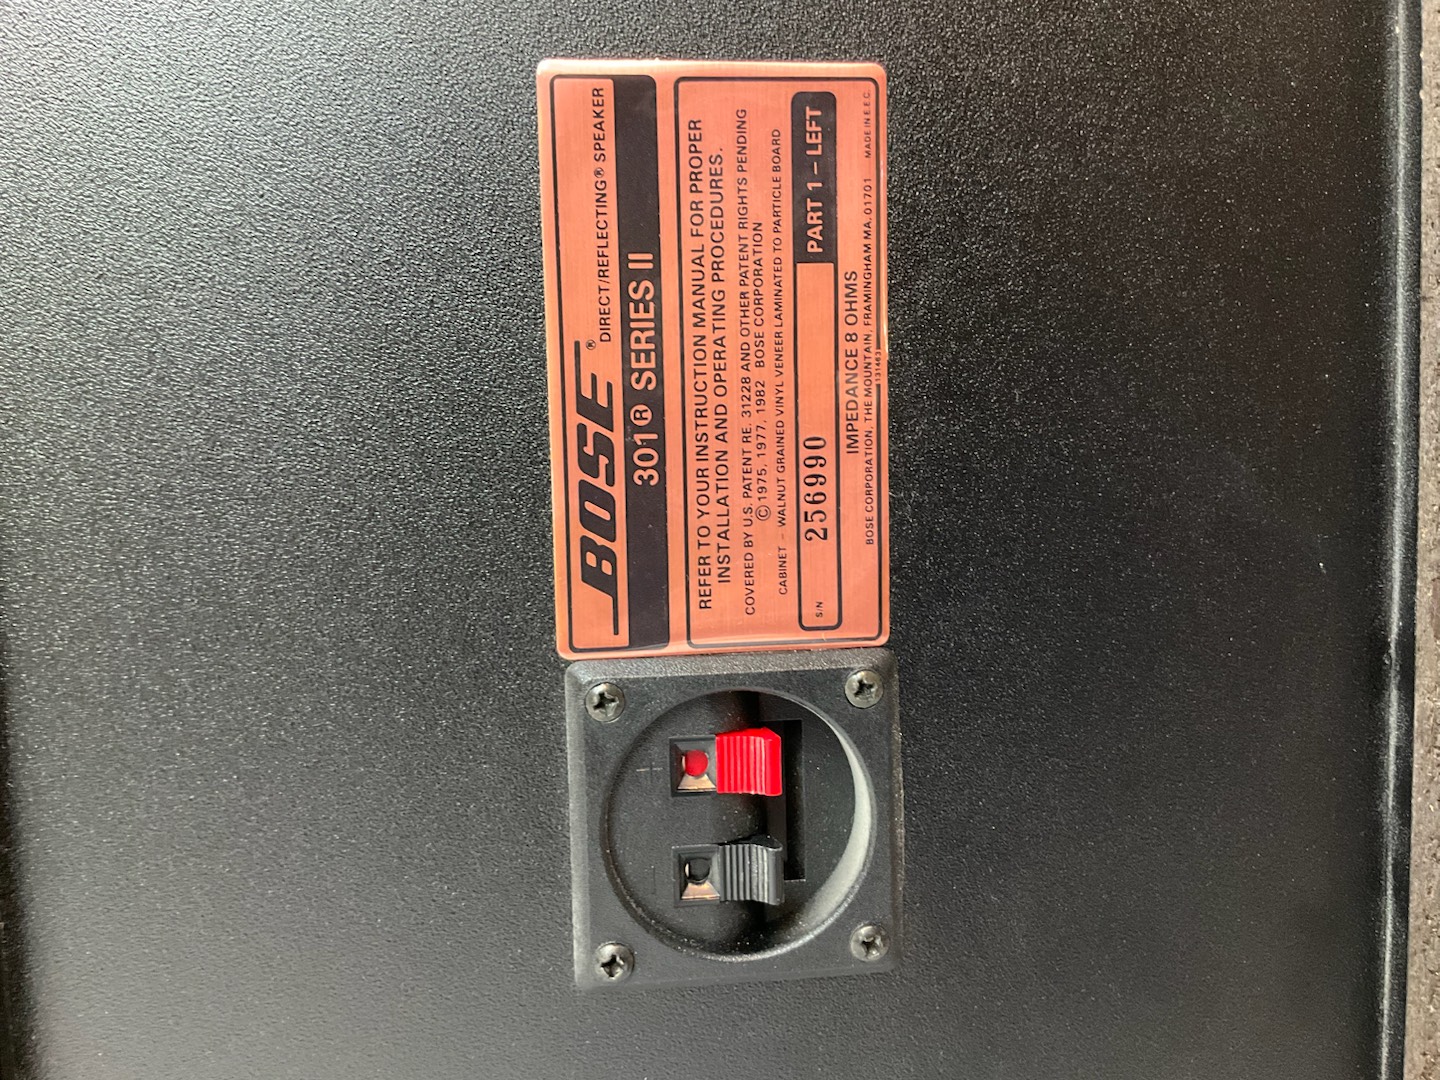 BOSE®
DIRECT/REFLECTING® SPEAKER
301® SERIES II
REFER TO YOUR INSTRUCTION MANUAL FOR PROPER
INSTALLATION AND OPERATING PROCEDURES.
COVERED BY U.S. PATENT RE. 31228 AND OTHER PATENT RIGHTS PENDING
© 1975, 1977, 1982 BOSE CORPORATION
CABINET - WALNUT GRAINED VINYL VENEER LAMINATED TO PARTICLE BOARD
S/N 256990 PART 1 - LEFT
IMPEDANCE 8 OHMS
BOSE CORPORATION, THE MOUNTAIN, FRAMINGHAM MA. 01701 MADE IN E.E.C.
131463